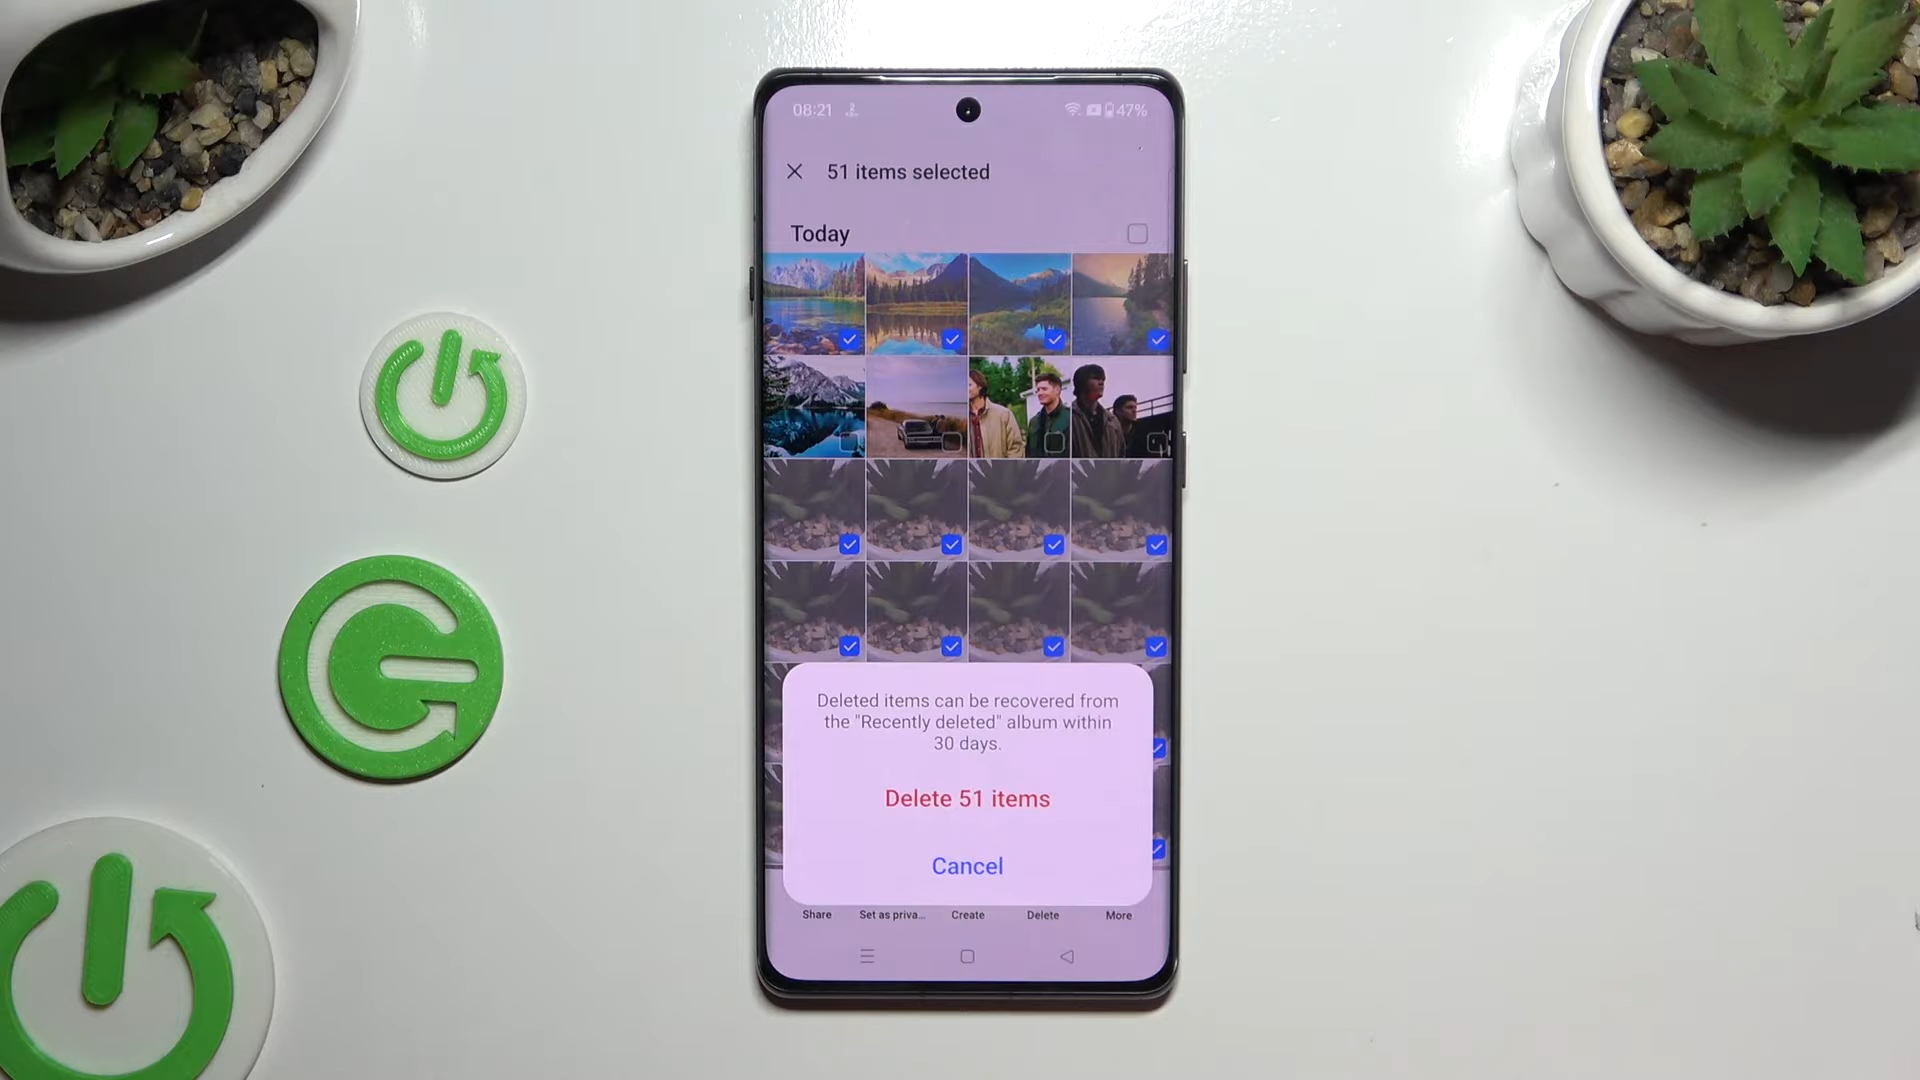 08:21 47%
51 items selected
Today
Deleted items can be recovered from
the "Recently deleted" album within
30 days.
Delete 51 items
Cancel
Share Set as priva... Create Delete More